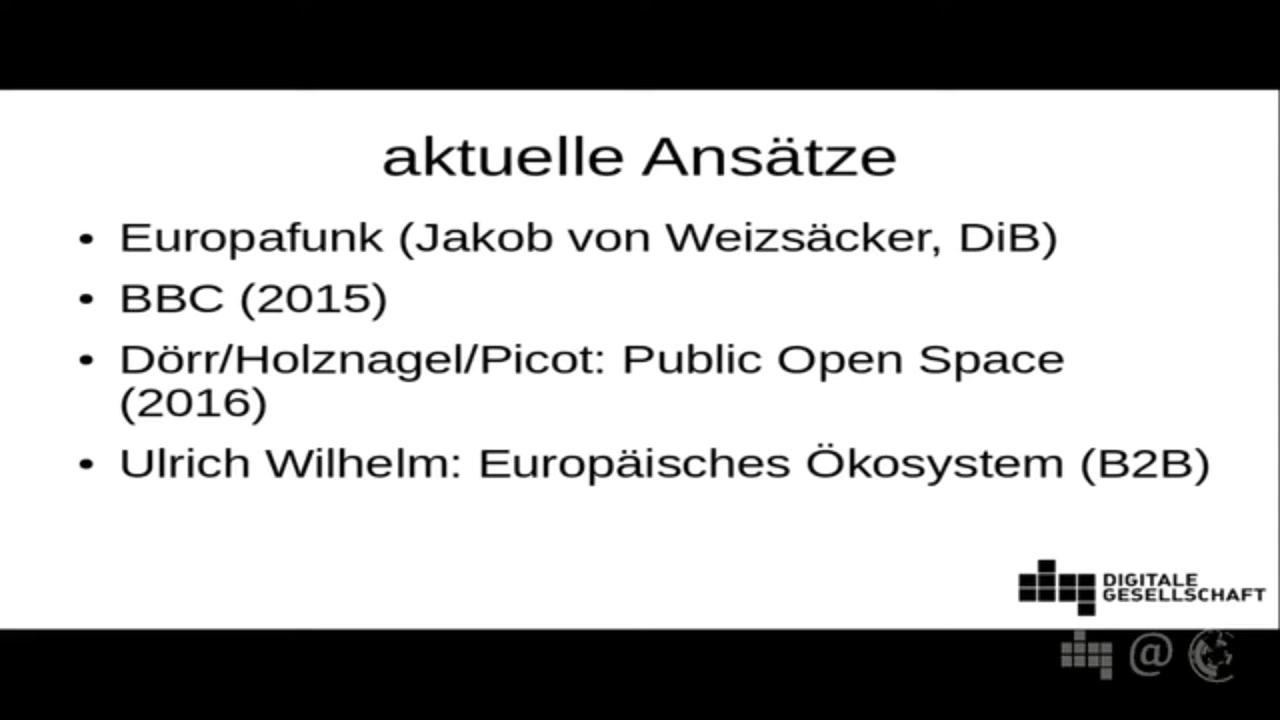 aktuelle Ansätze
• Europafunk (Jakob von Weizsäcker, DiB)
• BBC (2015)
• Dörr/Holznagel/Picot: Public Open Space
(2016)
• Ulrich Wilhelm: Europäisches Ökosystem (B2B)
DIGITALE
GESELLSCHAFT
@